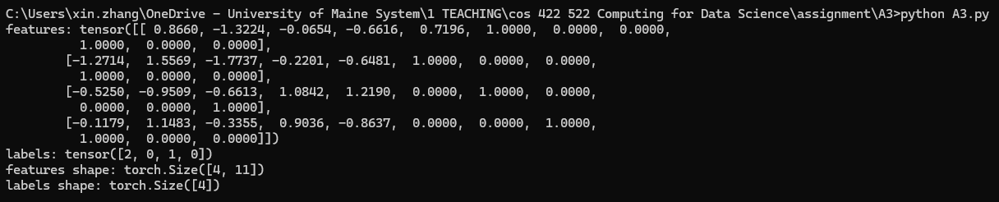 C:\Users\xin.zhang\OneDrive - University of Maine System\1 TEACHING\cos 422 522 Computing for Data Science\assignment\A3>python A3.py
features: tensor([[ 0.8660, -1.3224, -0.0654, -0.6616,  0.7196,  1.0000,  0.0000,  0.0000,
          1.0000,  0.0000,  0.0000],
        [-1.2714,  1.5569, -1.7737, -0.2201, -0.6481,  1.0000,  0.0000,  0.0000,
          1.0000,  0.0000,  0.0000],
        [-0.5250, -0.9509, -0.6613,  1.0842,  1.2190,  0.0000,  1.0000,  0.0000,
          0.0000,  0.0000,  1.0000],
        [-0.1179,  1.1483, -0.3355,  0.9036, -0.8637,  0.0000,  0.0000,  1.0000,
          1.0000,  0.0000,  0.0000]])
labels: tensor([2, 0, 1, 0])
features shape: torch.Size([4, 11])
labels shape: torch.Size([4])